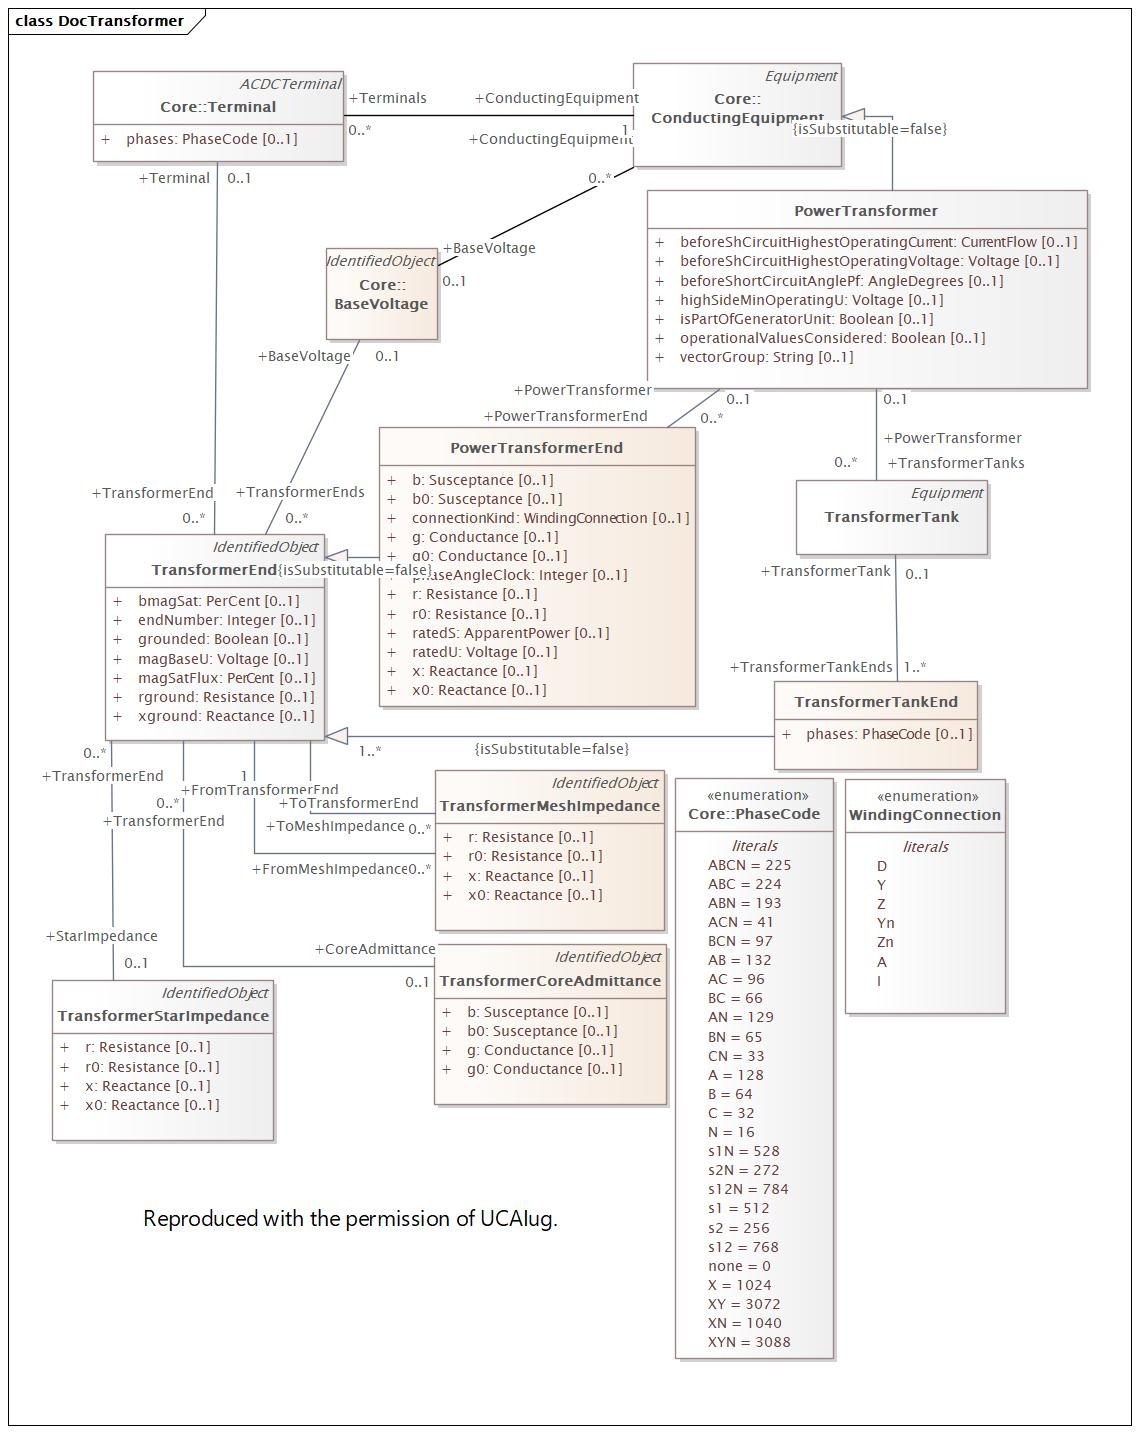 class DocTransformer
ACDCTerminal
Core::Terminal
+ phases: PhaseCode [0..1]
+Terminals
0..*
+ConductingEquipment
1
+ConductingEquipment
0..*
Equipment
Core::
ConductingEquipment
{isSubstitutable=false}
+Terminal
0..1
+BaseVoltage
0..1
IdentifiedObject
Core::
BaseVoltage
+BaseVoltage
0..1
PowerTransformer
+ beforeShCircuitHighestOperatingCurrent: CurrentFlow [0..1]
+ beforeShCircuitHighestOperatingVoltage: Voltage [0..1]
+ beforeShortCircuitAnglePf: AngleDegrees [0..1]
+ highSideMinOperatingU: Voltage [0..1]
+ isPartOfGeneratorUnit: Boolean [0..1]
+ operationalValuesConsidered: Boolean [0..1]
+ vectorGroup: String [0..1]
+PowerTransformer
0..1
+PowerTransformerEnd
0..*
0..1
+PowerTransformer
0..*
+TransformerTanks
PowerTransformerEnd
+ b: Susceptance [0..1]
+ b0: Susceptance [0..1]
+ connectionKind: WindingConnection [0..1]
+ g: Conductance [0..1]
+ g0: Conductance [0..1]
+ phaseAngleClock: Integer [0..1]
+ r: Resistance [0..1]
+ r0: Resistance [0..1]
+ ratedS: ApparentPower [0..1]
+ ratedU: Voltage [0..1]
+ x: Reactance [0..1]
+ x0: Reactance [0..1]
Equipment
TransformerTank
+TransformerTank
0..1
+TransformerTankEnds
1..*
+TransformerEnd
0..*
+TransformerEnds
0..*
IdentifiedObject
TransformerEnd
{isSubstitutable=false}
+ bmagSat: PerCent [0..1]
+ endNumber: Integer [0..1]
+ grounded: Boolean [0..1]
+ magBaseU: Voltage [0..1]
+ magSatFlux: PerCent [0..1]
+ rground: Resistance [0..1]
+ xground: Reactance [0..1]
TransformerTankEnd
+ phases: PhaseCode [0..1]
1..*
{isSubstitutable=false}
0..*
+TransformerEnd
0..*
+TransformerEnd
1
+FromTransformerEnd
+ToTransformerEnd
+ToMeshImpedance
0..*
+FromMeshImpedance
0..*
IdentifiedObject
TransformerMeshImpedance
+ r: Resistance [0..1]
+ r0: Resistance [0..1]
+ x: Reactance [0..1]
+ x0: Reactance [0..1]
+StarImpedance
0..1
+CoreAdmittance
0..1
IdentifiedObject
TransformerCoreAdmittance
+ b: Susceptance [0..1]
+ b0: Susceptance [0..1]
+ g: Conductance [0..1]
+ g0: Conductance [0..1]
IdentifiedObject
TransformerStarImpedance
+ r: Resistance [0..1]
+ r0: Resistance [0..1]
+ x: Reactance [0..1]
+ x0: Reactance [0..1]
«enumeration»
Core::PhaseCode
literals
ABCN = 225
ABC = 224
ABN = 193
ACN = 41
BCN = 97
AB = 132
AC = 96
BC = 66
AN = 129
BN = 65
CN = 33
A = 128
B = 64
C = 32
N = 16
s1N = 528
s2N = 272
s12N = 784
s1 = 512
s2 = 256
s12 = 768
none = 0
X = 1024
XY = 3072
XN = 1040
XYN = 3088
«enumeration»
WindingConnection
literals
D
Y
Z
Yn
Zn
A
I
Reproduced with the permission of UCAIug.